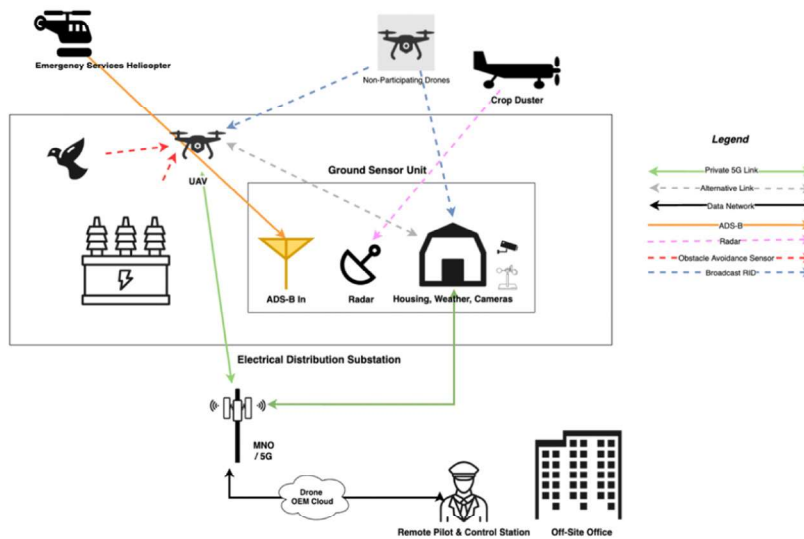 Emergency Services Helicopter
Non-Participating Drones
Crop Duster
UAV
Ground Sensor Unit
ADS-B In
Radar
Housing, Weather, Cameras
Electrical Distribution Substation
MNO
/ 5G
Drone
OEM Cloud
Remote Pilot & Control Station
Off-Site Office
Legend
Private 5G Link
Alternative Link
Data Network
ADS-B
Radar
Obstacle Avoidance Sensor
Broadcast RID